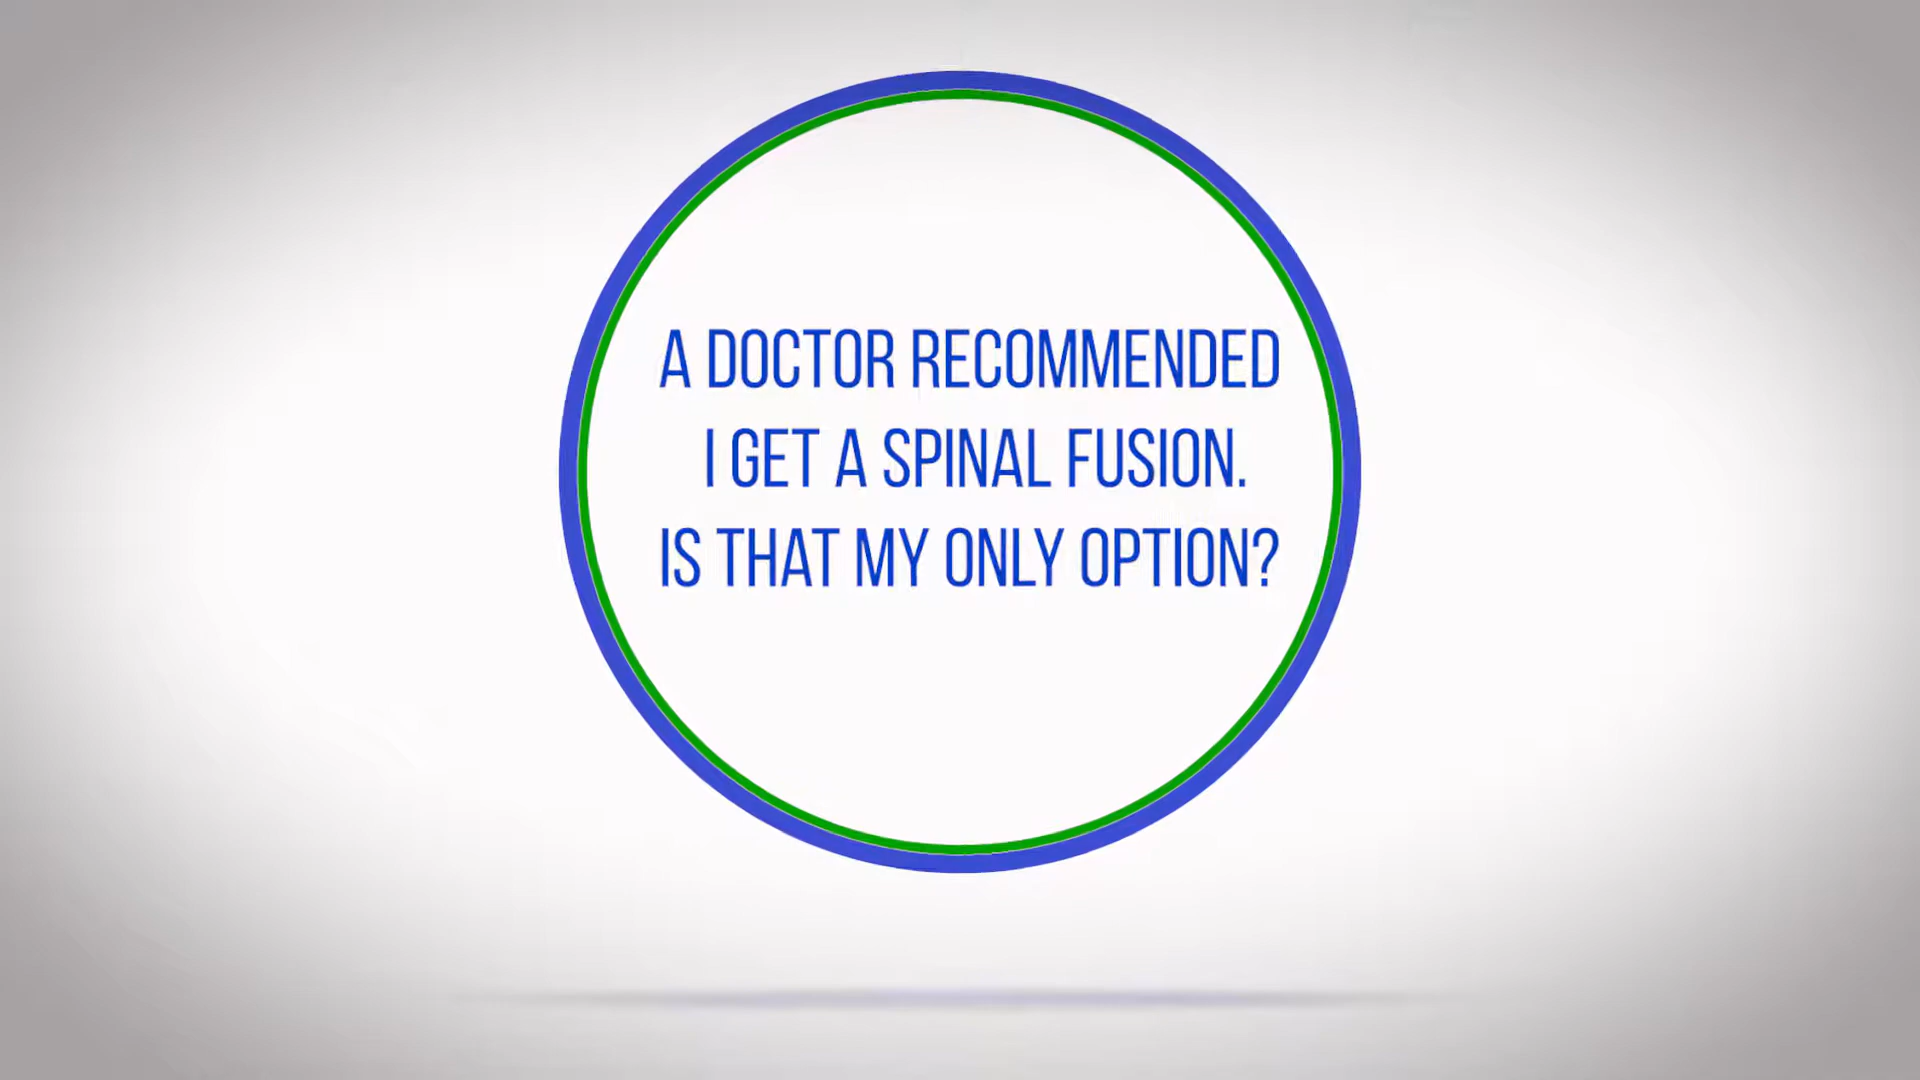 A DOCTOR RECOMMENDED
I GET A SPINAL FUSION.
IS THAT MY ONLY OPTION?